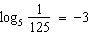 log₅ 1/125 = −3